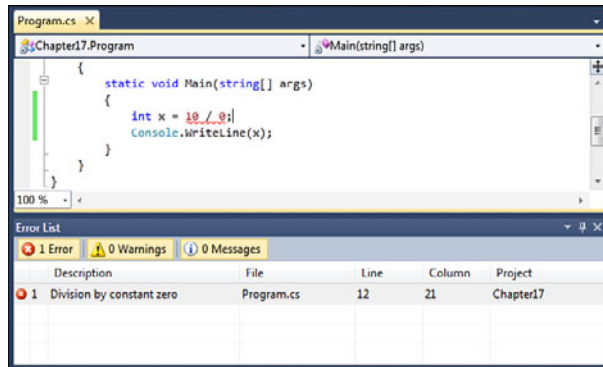 Program.cs X
Chapter17.Program Main(string[] args)
{
static void Main(string[] args)
{
int x = 10 / 0;
Console.WriteLine(x);
}
}
}
100 %
Error List
1 Error 0 Warnings 0 Messages
Description File Line Column Project
1 Division by constant zero Program.cs 12 21 Chapter17